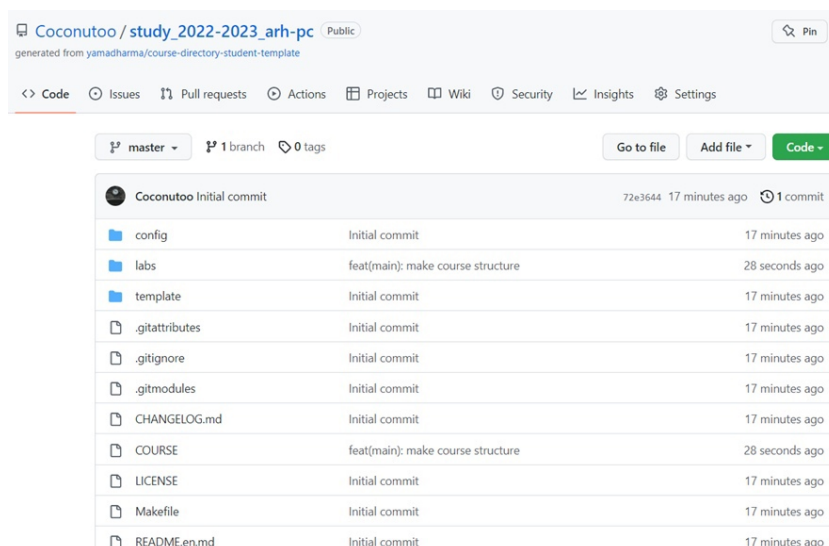 Coconutoo / study_2022-2023_arh-pc Public Pin
generated from yamadharma/course-directory-student-template
<> Code Issues Pull requests Actions Projects Wiki Security Insights Settings
master 1 branch 0 tags Go to file Add file Code
Coconutoo Initial commit 72e3644 17 minutes ago 1 commit
config Initial commit 17 minutes ago
labs feat(main): make course structure 28 seconds ago
template Initial commit 17 minutes ago
.gitattributes Initial commit 17 minutes ago
.gitignore Initial commit 17 minutes ago
.gitmodules Initial commit 17 minutes ago
CHANGELOG.md Initial commit 17 minutes ago
COURSE feat(main): make course structure 28 seconds ago
LICENSE Initial commit 17 minutes ago
Makefile Initial commit 17 minutes ago
README.en.md Initial commit 17 minutes ago